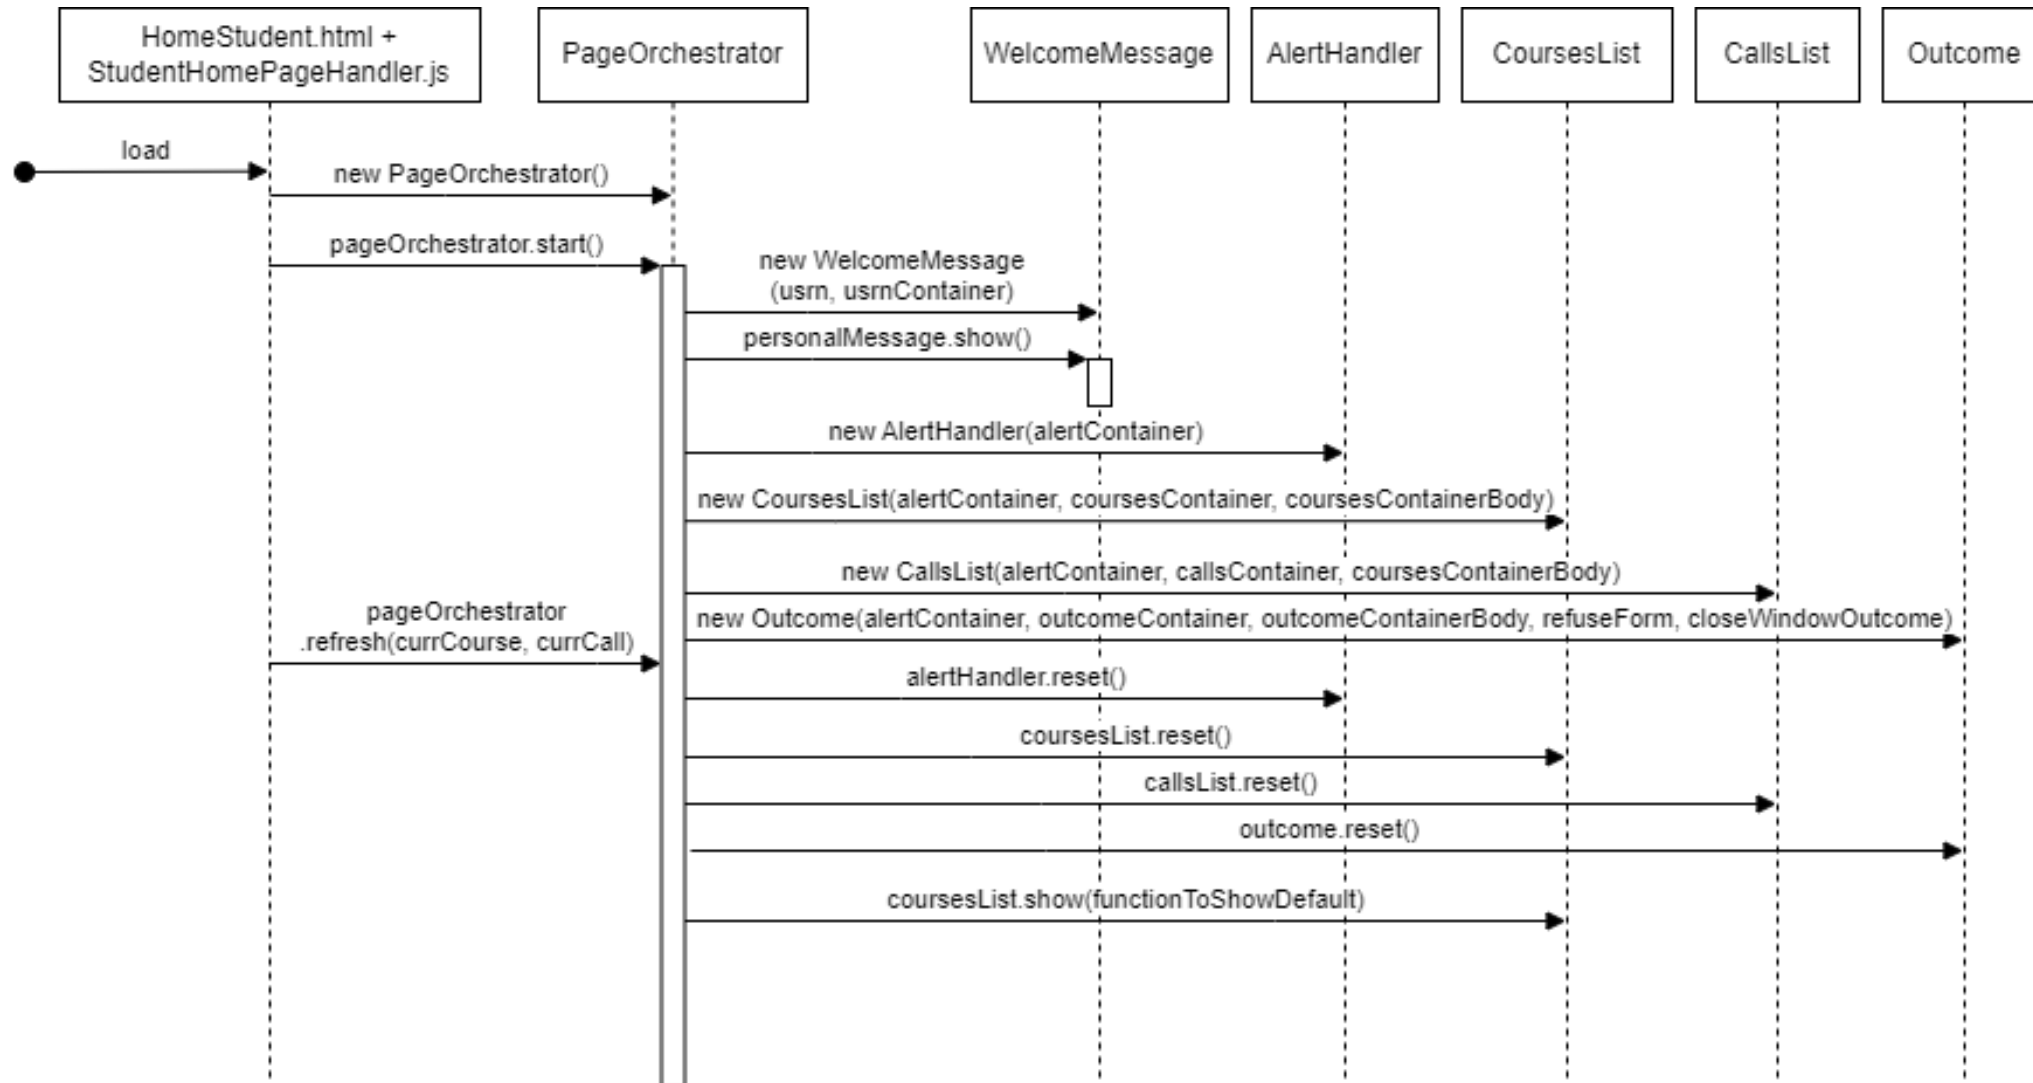 HomeStudent.html +
StudentHomePageHandler.js
PageOrchestrator
WelcomeMessage
AlertHandler
CoursesList
CallsList
Outcome
load
new PageOrchestrator()
pageOrchestrator.start()
new WelcomeMessage
(usrn, usrnContainer)
personalMessage.show()
new AlertHandler(alertContainer)
new CoursesList(alertContainer, coursesContainer, coursesContainerBody)
new CallsList(alertContainer, callsContainer, coursesContainerBody)
pageOrchestrator
.refresh(currCourse, currCall)
new Outcome(alertContainer, outcomeContainer, outcomeContainerBody, refuseForm, closeWindowOutcome)
alertHandler.reset()
coursesList.reset()
callsList.reset()
outcome.reset()
coursesList.show(functionToShowDefault)